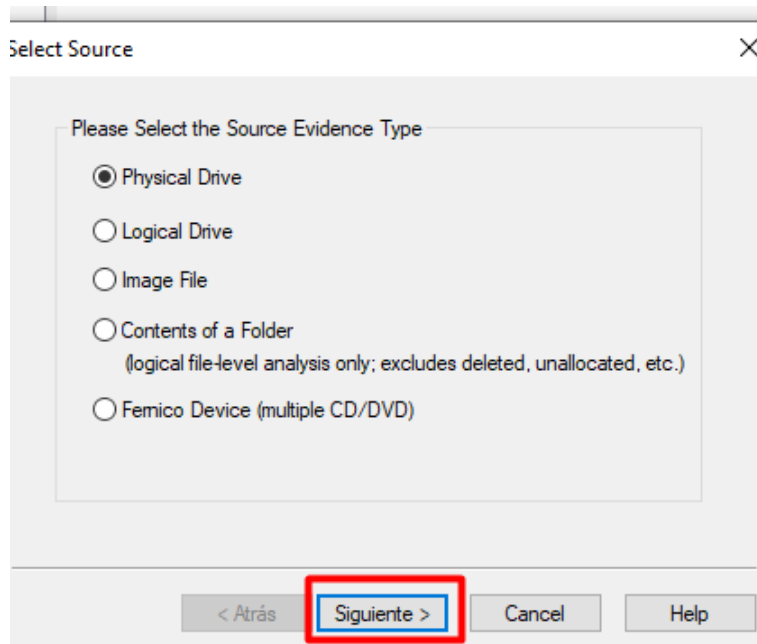 Select Source
Please Select the Source Evidence Type
Physical Drive
Logical Drive
Image File
Contents of a Folder
(logical file-level analysis only; excludes deleted, unallocated, etc.)
Fernico Device (multiple CD/DVD)
< Atrás Siguiente > Cancel Help